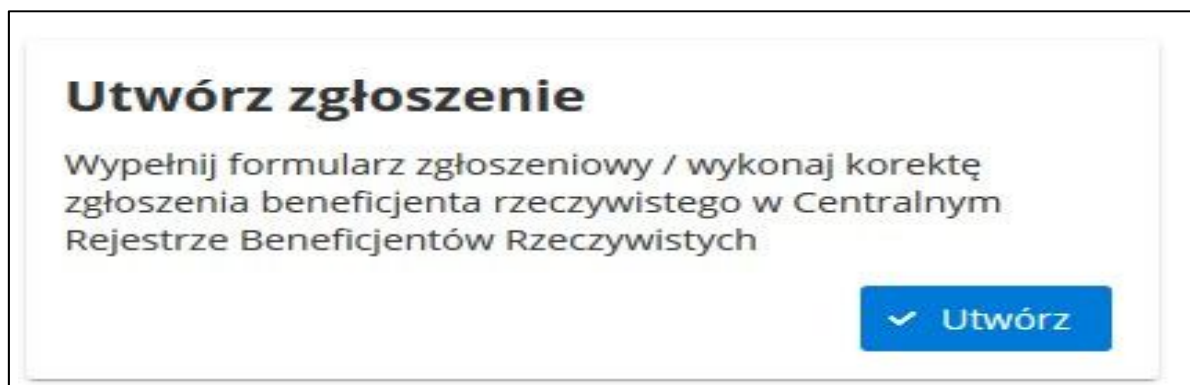 Utwórz zgłoszenie
Wypełnij formularz zgłoszeniowy / wykonaj korektę
zgłoszenia beneficjenta rzeczywistego w Centralnym
Rejestrze Beneficjentów Rzeczywistych
Utwórz